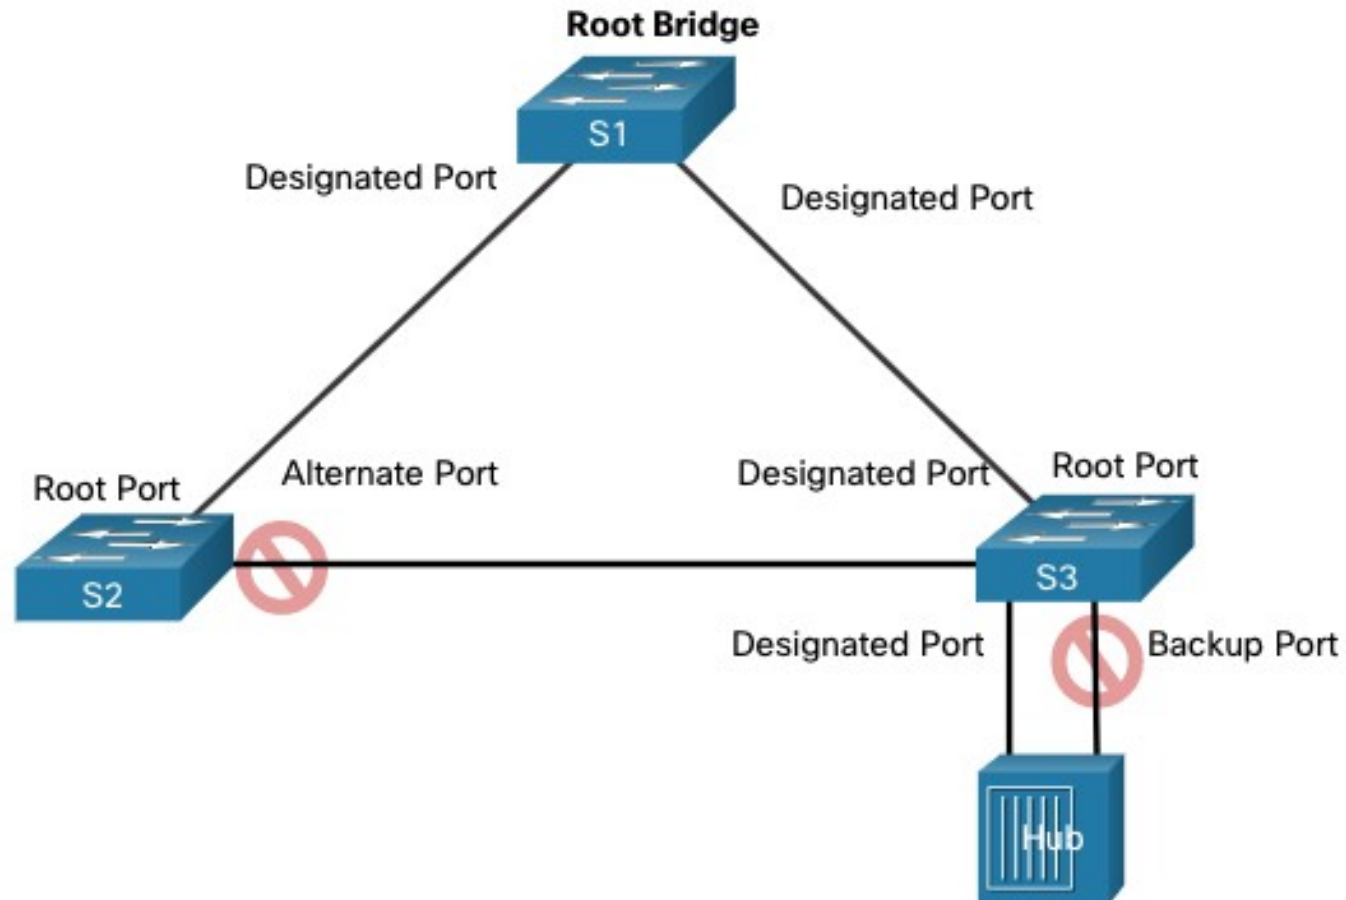 Root Bridge
S1
Designated Port
Designated Port
Root Port
Alternate Port
Designated Port
Root Port
S2
S3
Designated Port
Backup Port
Hub